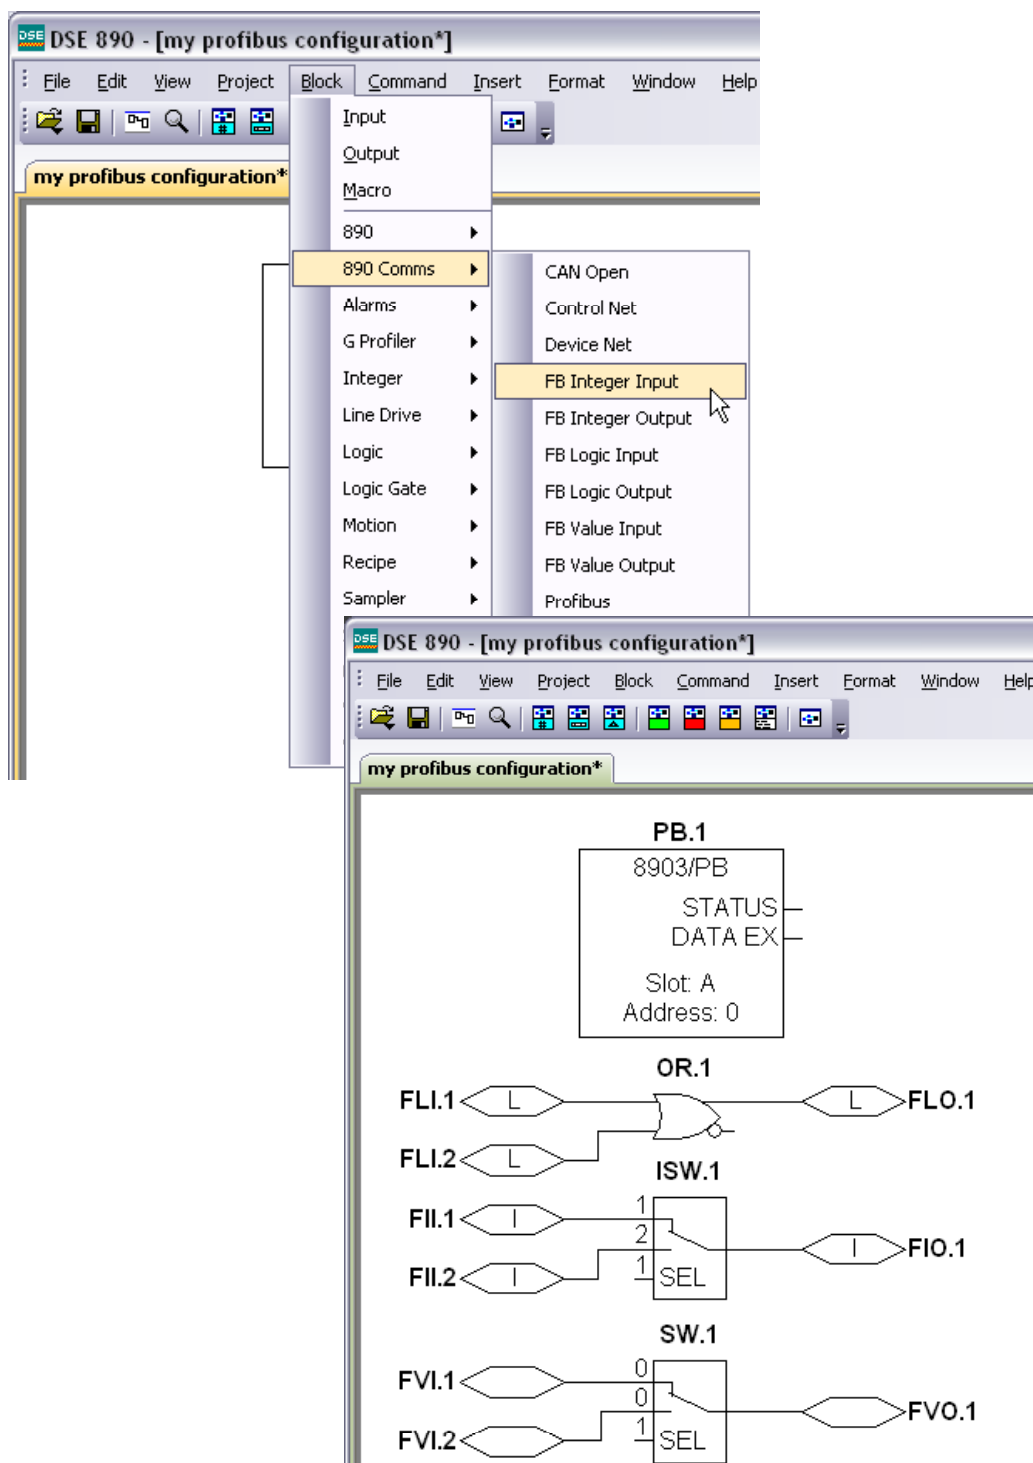 DSE DSE 890 - [my profibus configuration*]
File Edit View Project Block Command Insert Format Window Help
my profibus configuration*
Input
Output
Macro
890
890 Comms
Alarms
G Profiler
Integer
Line Drive
Logic
Logic Gate
Motion
Recipe
Sampler
CAN Open
Control Net
Device Net
FB Integer Input
FB Integer Output
FB Logic Input
FB Logic Output
FB Value Input
FB Value Output
Profibus
DSE DSE 890 - [my profibus configuration*]
File Edit View Project Block Command Insert Format Window Help
my profibus configuration*
PB.1
8903/PB
STATUS
DATA EX
Slot: A
Address: 0
OR.1
FLI.1 L L FLO.1
FLI.2 L
ISW.1
FII.1 I 1
2
I FIO.1
FII.2 I 1 SEL
SW.1
FVI.1 0
0
FVO.1
FVI.2 1 SEL